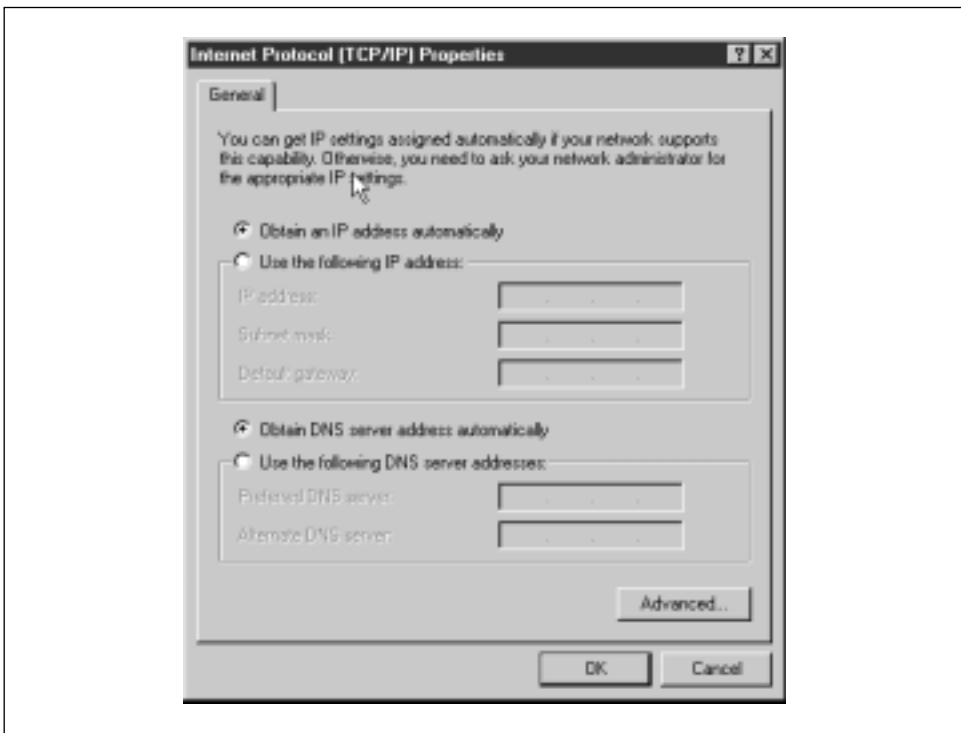 Internet Protocol (TCP/IP) Properties
General
You can get IP settings assigned automatically if your network supports
this capability. Otherwise, you need to ask your network administrator for
the appropriate IP settings.
Obtain an IP address automatically
Use the following IP address:
IP address:
Subnet mask:
Default gateway:
Obtain DNS server address automatically
Use the following DNS server addresses:
Preferred DNS server:
Alternate DNS server:
Advanced...
OK
Cancel